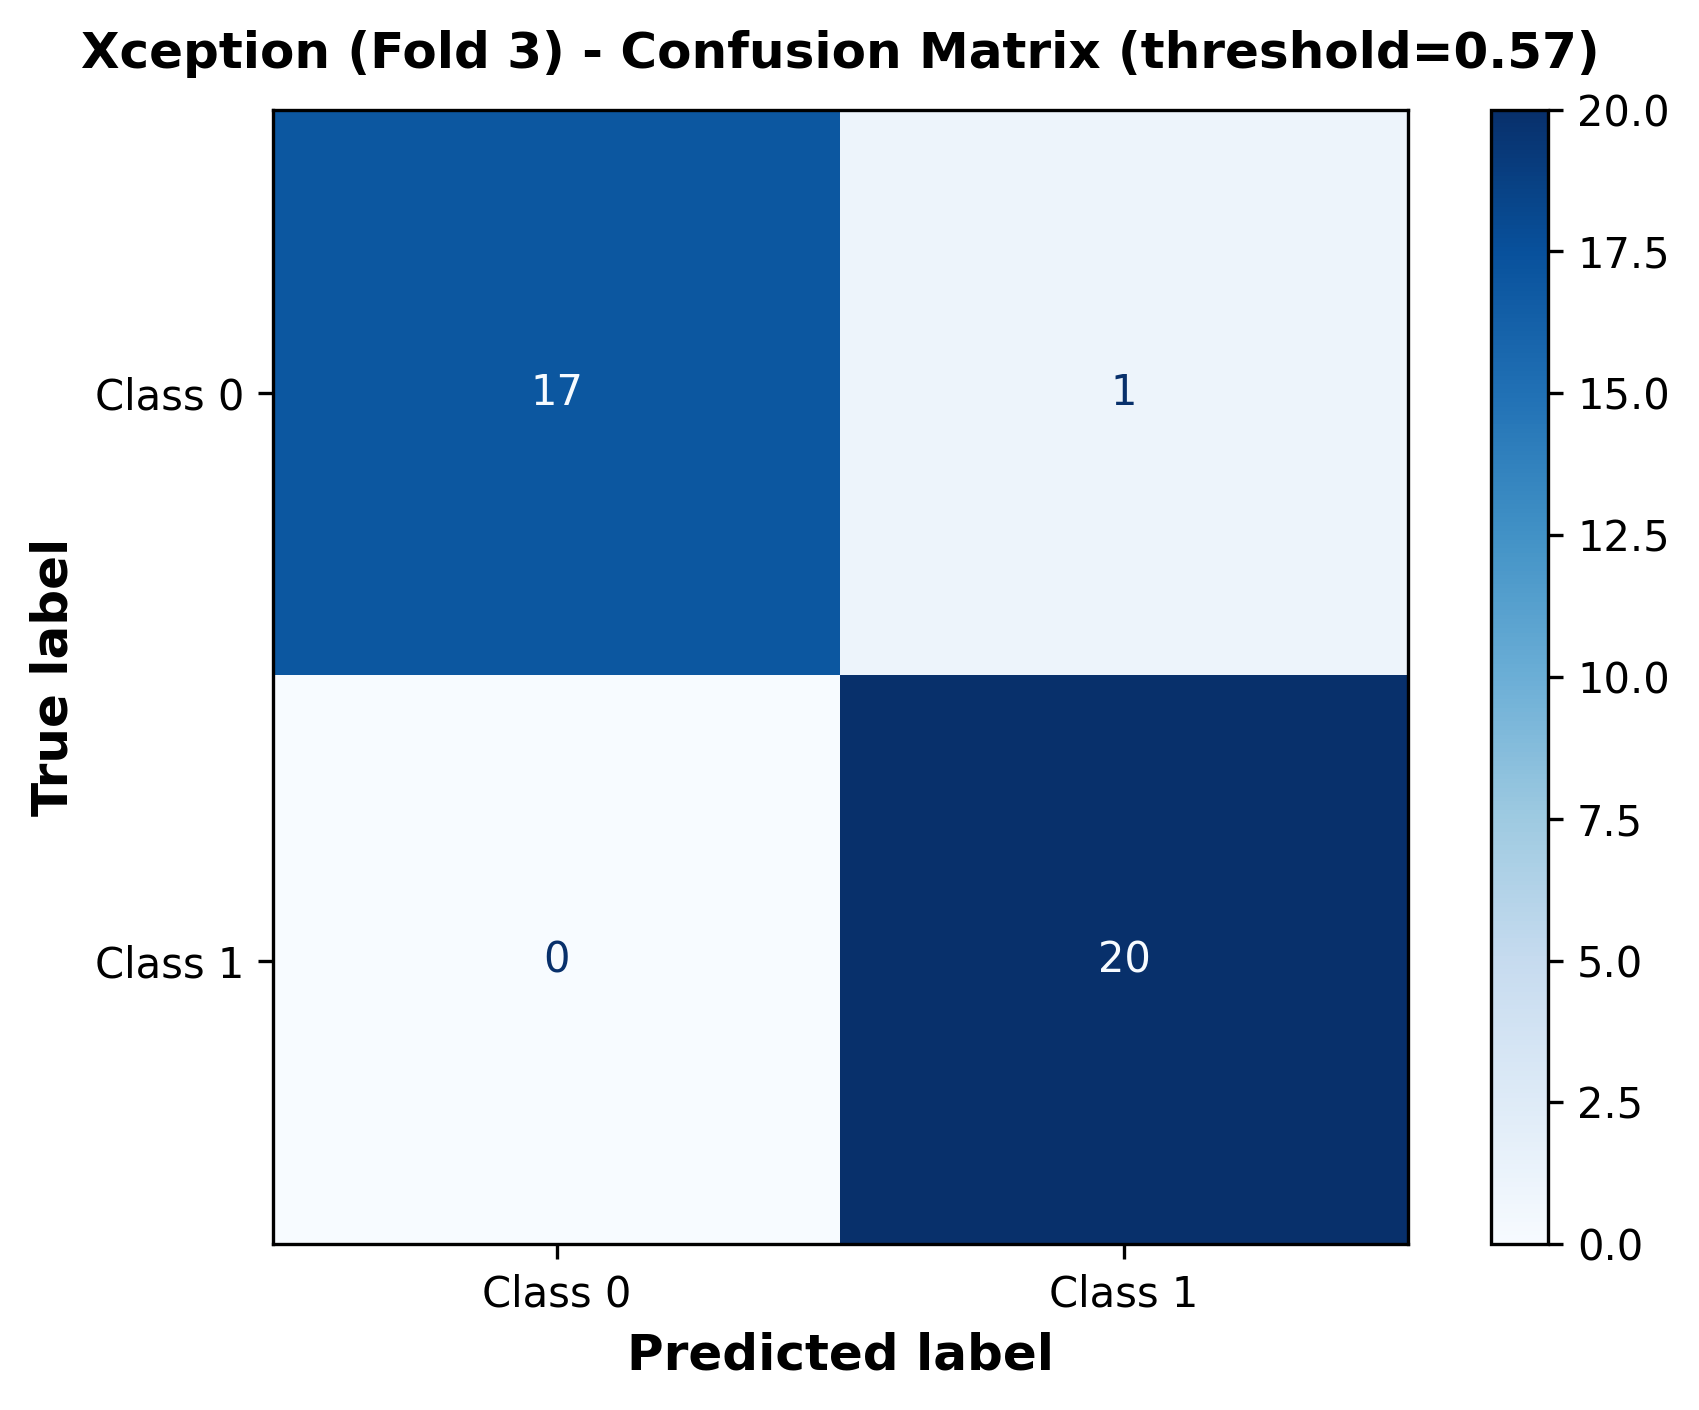 Xception (Fold 3) - Confusion Matrix (threshold=0.57)
True label
Class 0
Class 1
17
1
0
20
Class 0
Class 1
Predicted label
20.0
17.5
15.0
12.5
10.0
7.5
5.0
2.5
0.0